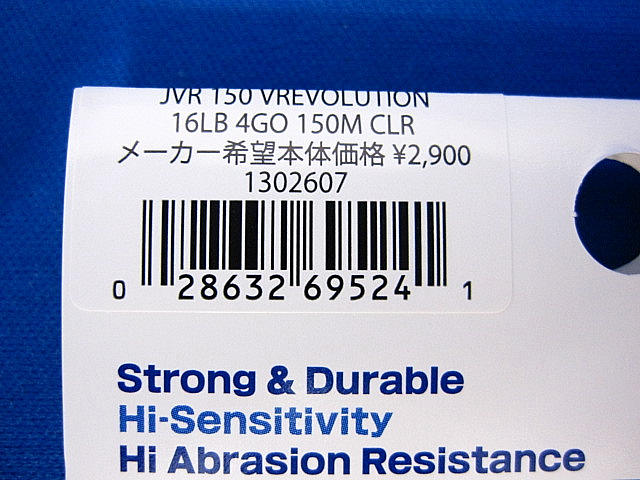 JVR 150 VREVOLUTION
16LB 4GO 150M CLR
メーカー希望本体価格 ¥2,900
1302607
0 28632 69524 1
Strong & Durable
Hi-Sensitivity
Hi Abrasion Resistance